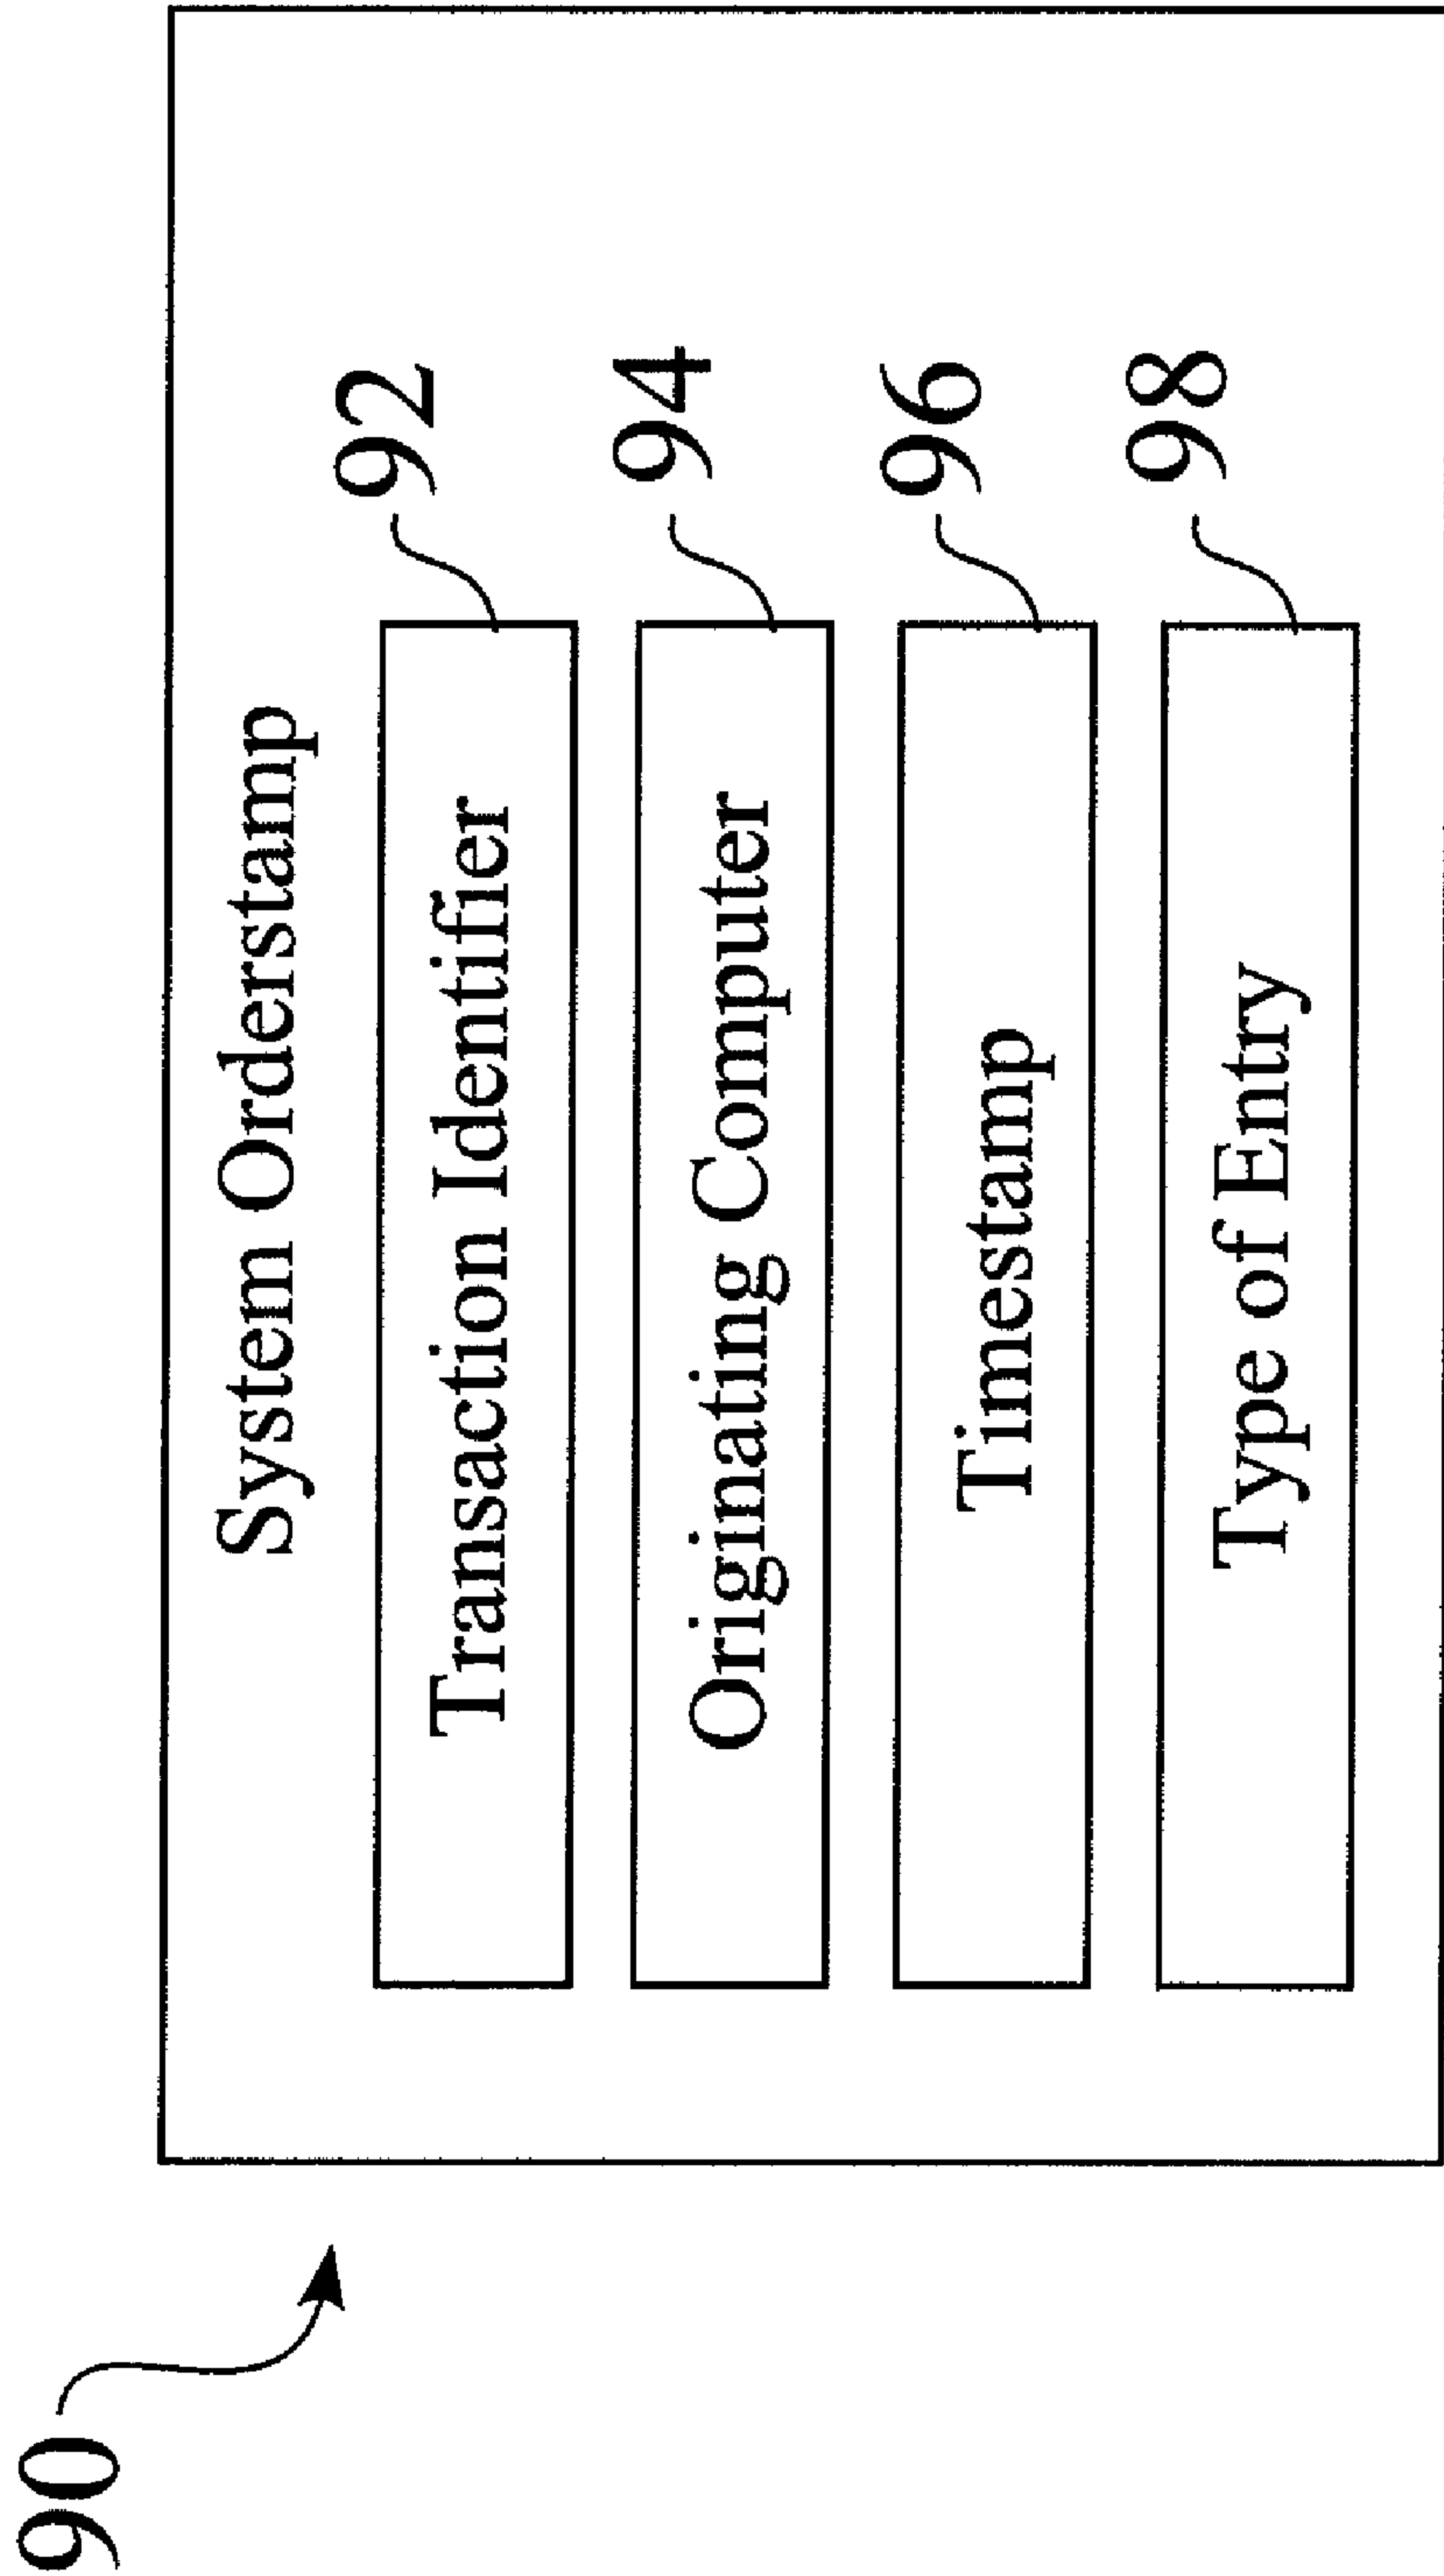 90
System Orderstamp
Transaction Identifier
92
Originating Computer
94
Timestamp
96
Type of Entry
98